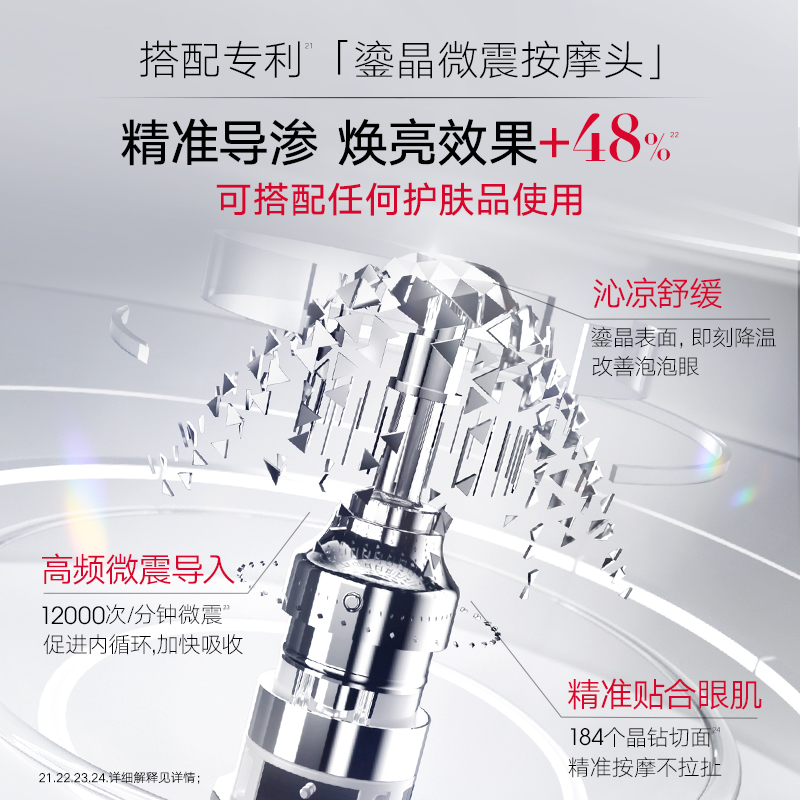 搭配专利21「鎏晶微震按摩头」
精准导渗 焕亮效果+48%22
可搭配任何护肤品使用
沁凉舒缓
鎏晶表面, 即刻降温
改善泡泡眼
高频微震导入
12000次/分钟微震23
促进内循环,加快吸收
精准贴合眼肌
184个晶钻切面24
精准按摩不拉扯
21.22.23.24.详细解释见详情;